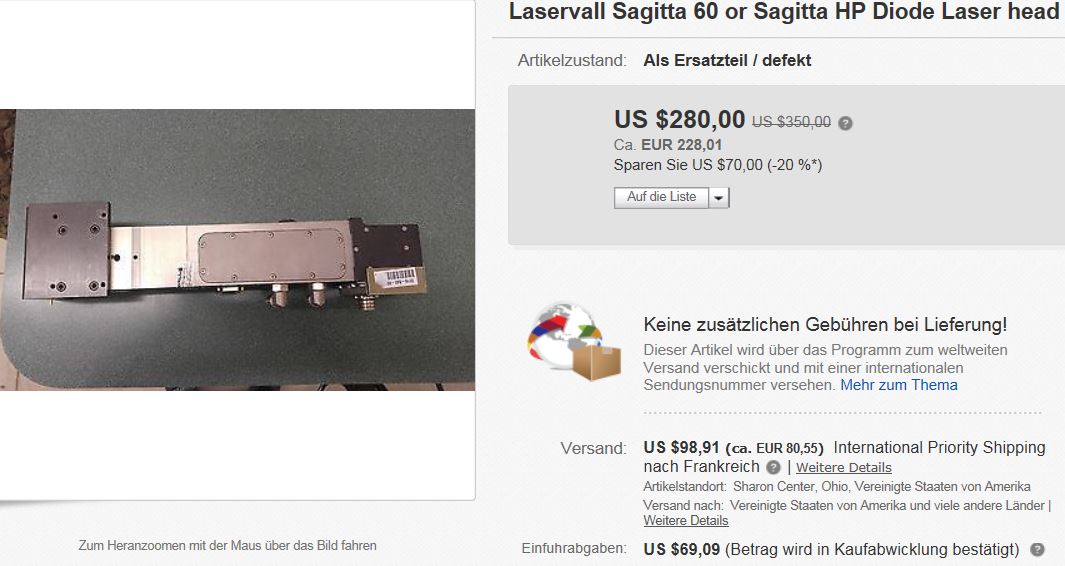 Laservall Sagitta 60 or Sagitta HP Diode Laser head
Artikelzustand: Als Ersatzteil / defekt
US $280,00 US $350,00
Ca. EUR 228,01
Sparen Sie US $70,00 (-20 %*)
Auf die Liste
Keine zusätzlichen Gebühren bei Lieferung!
Dieser Artikel wird über das Programm zum weltweiten
Versand verschickt und mit einer internationalen
Sendungsnummer versehen. Mehr zum Thema
Versand: US $98,91 (ca. EUR 80,55) International Priority Shipping
nach Frankreich | Weitere Details
Artikelstandort: Sharon Center, Ohio, Vereinigte Staaten von Amerika
Versand nach: Vereinigte Staaten von Amerika und viele andere Länder |
Weitere Details
Einfuhrabgaben: US $69,09 (Betrag wird in Kaufabwicklung bestätigt)
Zum Heranzoomen mit der Maus über das Bild fahren